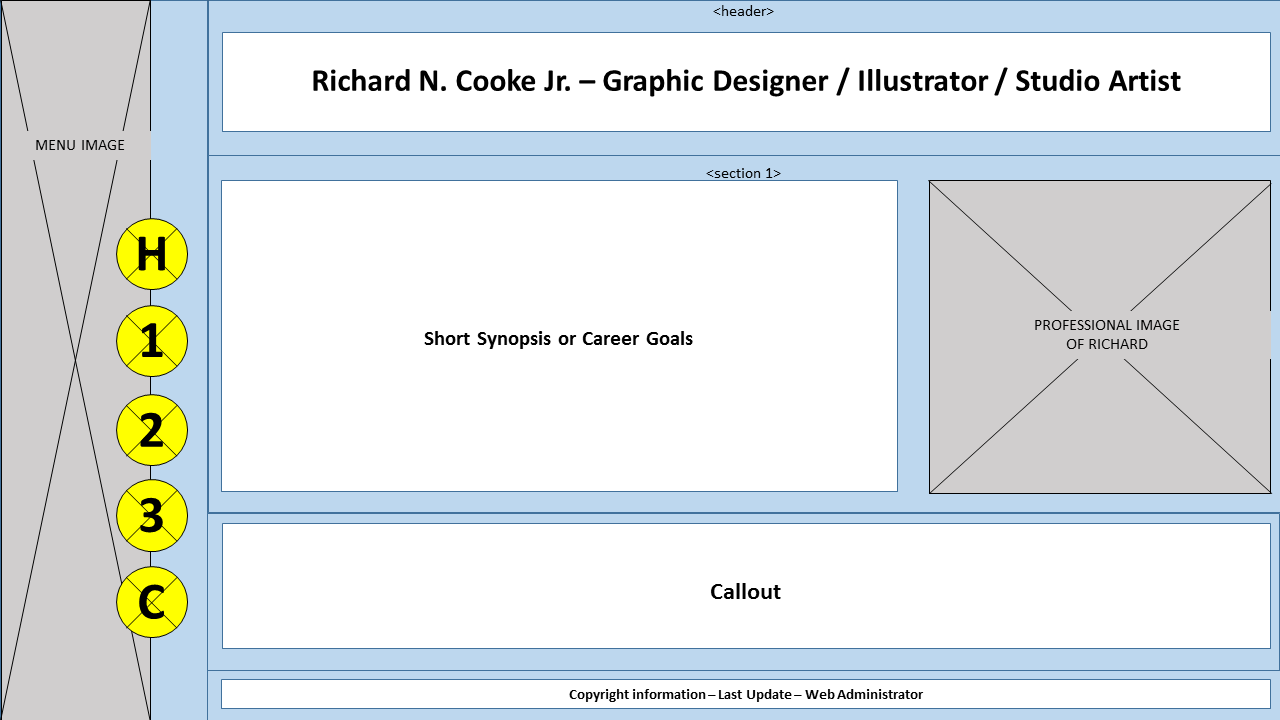 <header>
Richard N. Cooke Jr. – Graphic Designer / Illustrator / Studio Artist
MENU IMAGE
H
1
2
3
C
<section 1>
Short Synopsis or Career Goals
PROFESSIONAL IMAGE
OF RICHARD
Callout
Copyright information – Last Update – Web Administrator